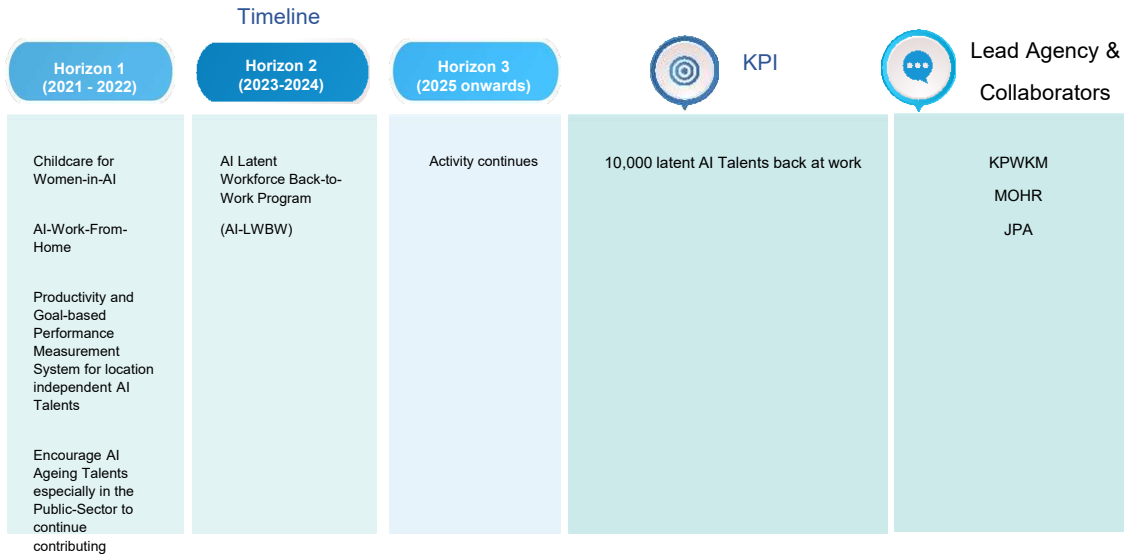 Timeline
Horizon 1
(2021 - 2022)
Horizon 2
(2023-2024)
Horizon 3
(2025 onwards)
KPI
Lead Agency &
Collaborators
Childcare for
Women-in-AI
AI-Work-From-
Home
Productivity and
Goal-based
Performance
Measurement
System for location
independent AI
Talents
Encourage AI
Ageing Talents
especially in the
Public-Sector to
continue
contributing
AI Latent
Workforce Back-to-
Work Program
(AI-LWBW)
Activity continues
10,000 latent AI Talents back at work
KPWKM
MOHR
JPA